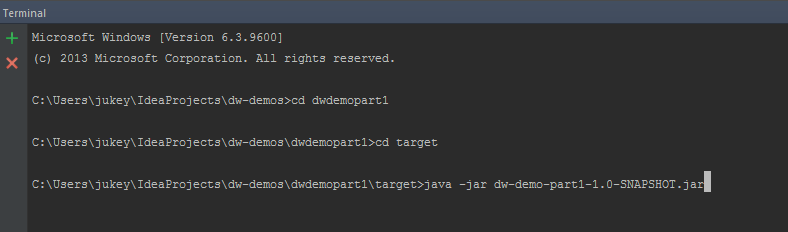 Terminal
Microsoft Windows [Version 6.3.9600]
(c) 2013 Microsoft Corporation. All rights reserved.
C:\Users\jukey\IdeaProjects\dw-demos>cd dwdemopart1
C:\Users\jukey\IdeaProjects\dw-demos\dwdemopart1>cd target
C:\Users\jukey\IdeaProjects\dw-demos\dwdemopart1\target>java -jar dw-demo-part1-1.0-SNAPSHOT.jar